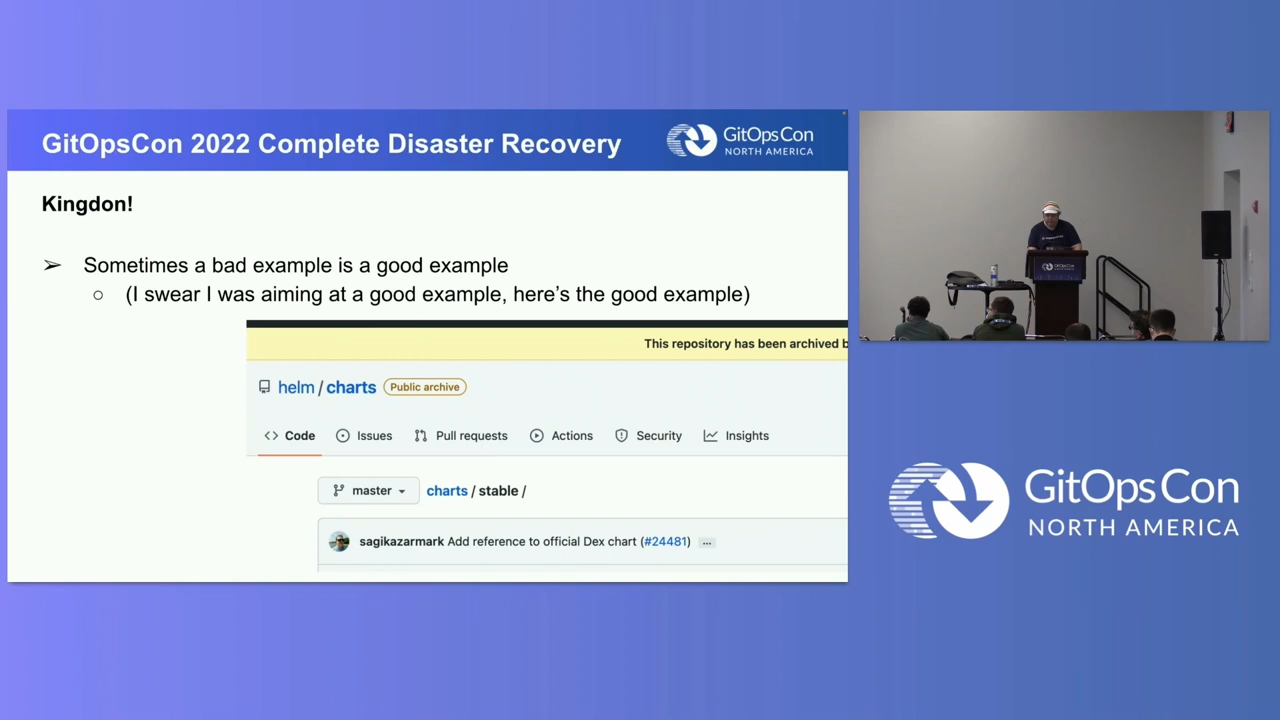 GitOpsCon 2022 Complete Disaster Recovery
GitOpsCon
NORTH AMERICA
Kingdon!
➢ Sometimes a bad example is a good example
○ (I swear I was aiming at a good example, here’s the good example)
This repository has been archived b
helm / charts Public archive
Code Issues Pull requests Actions Security Insights
master charts / stable /
sagikazarmark Add reference to official Dex chart (#24481) ...
GitOpsCon
GitOpsCon
NORTH AMERICA